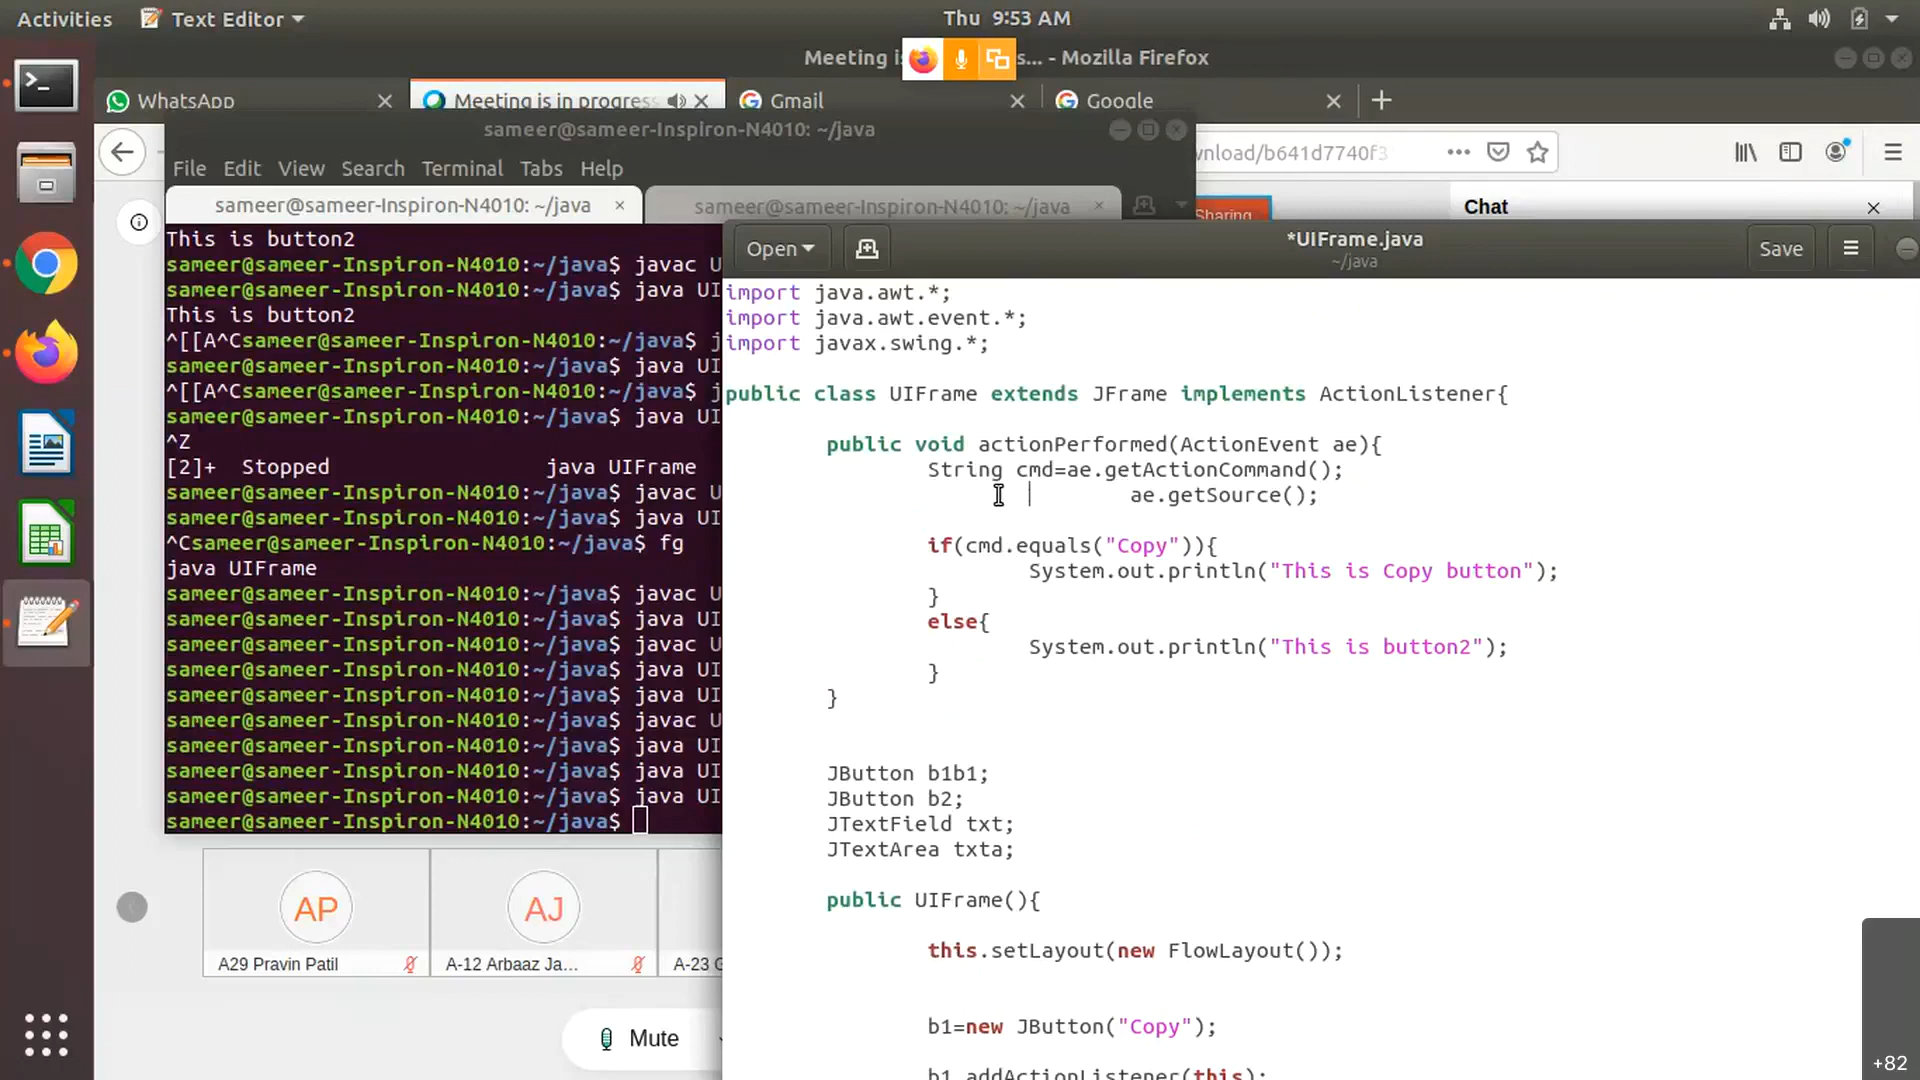 Activities Text Editor Thu 9:53 AM
Meeting is s... - Mozilla Firefox
WhatsApp Meeting is in progress Gmail Google
sameer@sameer-Inspiron-N4010: ~/java
File Edit View Search Terminal Tabs Help
sameer@sameer-Inspiron-N4010: ~/java sameer@sameer-Inspiron-N4010: ~/java
nload/b641d7740f3
Sharing
Chat
This is button2
sameer@sameer-Inspiron-N4010:~/java$ javac U
sameer@sameer-Inspiron-N4010:~/java$ java UI
This is button2
^[[A^Csameer@sameer-Inspiron-N4010:~/java$ j
sameer@sameer-Inspiron-N4010:~/java$ java UI
^[[A^Csameer@sameer-Inspiron-N4010:~/java$ j
sameer@sameer-Inspiron-N4010:~/java$ java UI
^Z
[2]+ Stopped java UIFrame
sameer@sameer-Inspiron-N4010:~/java$ javac U
sameer@sameer-Inspiron-N4010:~/java$ java UI
^Csameer@sameer-Inspiron-N4010:~/java$ fg
java UIFrame
sameer@sameer-Inspiron-N4010:~/java$ javac U
sameer@sameer-Inspiron-N4010:~/java$ java UI
sameer@sameer-Inspiron-N4010:~/java$ javac U
sameer@sameer-Inspiron-N4010:~/java$ java UI
sameer@sameer-Inspiron-N4010:~/java$ java UI
sameer@sameer-Inspiron-N4010:~/java$ javac U
sameer@sameer-Inspiron-N4010:~/java$ java UI
sameer@sameer-Inspiron-N4010:~/java$ java UI
sameer@sameer-Inspiron-N4010:~/java$ java UI
sameer@sameer-Inspiron-N4010:~/java$
Open *UIFrame.java Save
~/java
import java.awt.*;
import java.awt.event.*;
import javax.swing.*;
public class UIFrame extends JFrame implements ActionListener{
public void actionPerformed(ActionEvent ae){
String cmd=ae.getActionCommand();
ae.getSource();
if(cmd.equals("Copy")){
System.out.println("This is Copy button");
}
else{
System.out.println("This is button2");
}
}
JButton b1b1;
JButton b2;
JTextField txt;
JTextArea txta;
public UIFrame(){
this.setLayout(new FlowLayout());
b1=new JButton("Copy");
b1.addActionListener(this);
AP AJ
A29 Pravin Patil A-12 Arbaaz Ja... A-23
Mute
+82